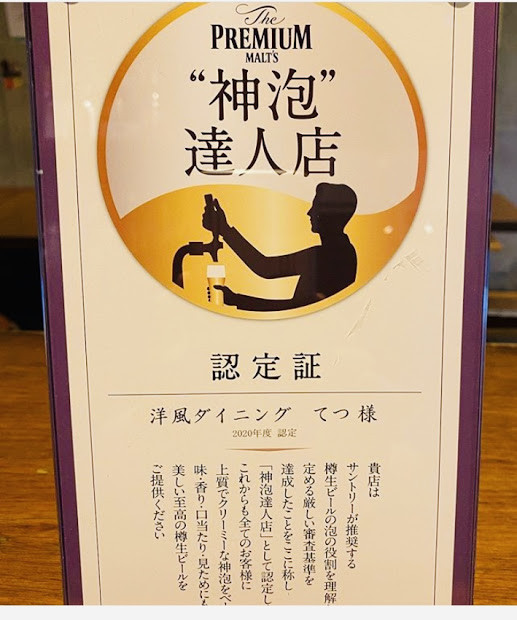 The
PREMIUM
MALT'S
“神泡”
達人店
認定証
洋風ダイニング てつ 様
2020年度 認定
貴店は
サントリーが推奨する
樽生ビールの泡の役割を理解
定める厳しい審査基準を
達成したことをここに称し
「神泡達人店」として認定し
これからも全てのお客様に
上質でクリーミーな神泡をベ
味・香り・口当たり・見ためにも
美しい至高の樽生ビールを
ご提供ください